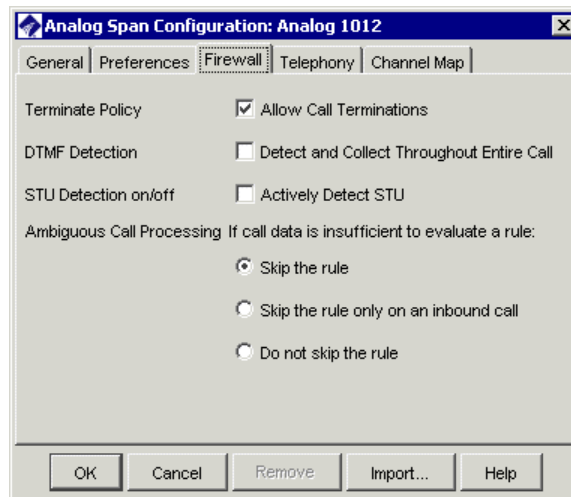 Analog Span Configuration: Analog 1012
General Preferences Firewall Telephony Channel Map
Terminate Policy Allow Call Terminations
DTMF Detection Detect and Collect Throughout Entire Call
STU Detection on/off Actively Detect STU
Ambiguous Call Processing If call data is insufficient to evaluate a rule:
Skip the rule
Skip the rule only on an inbound call
Do not skip the rule
OK Cancel Remove Import... Help